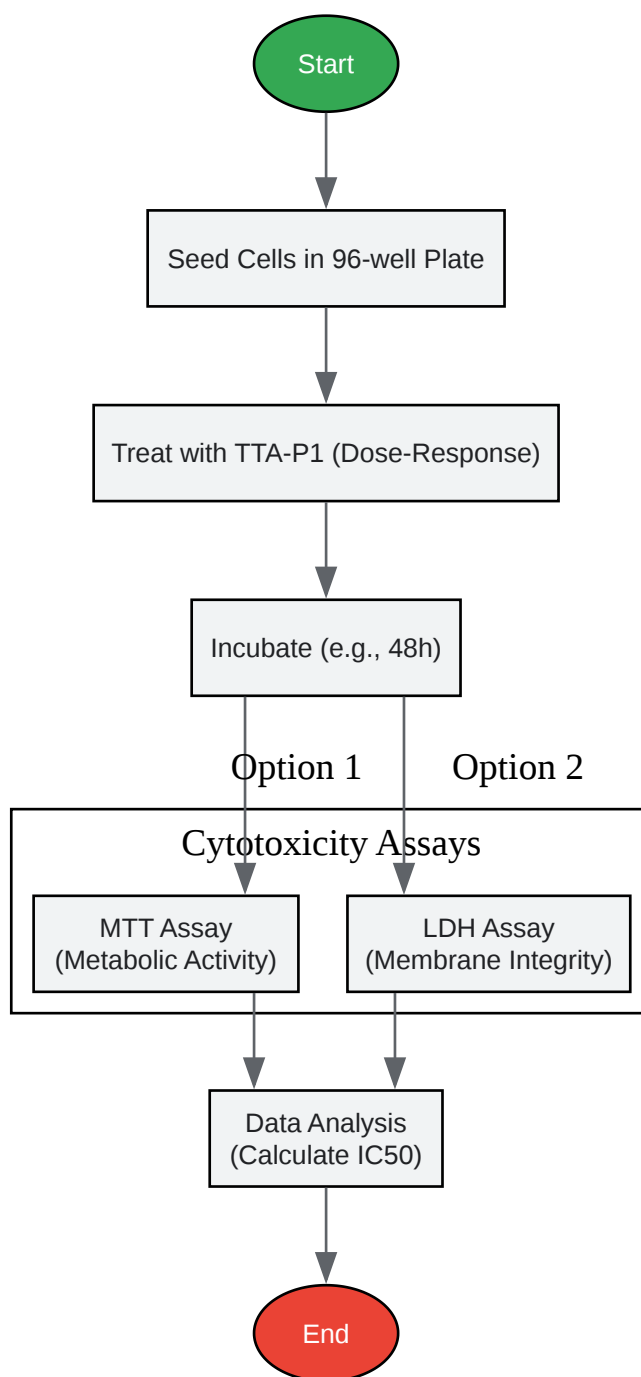 Start
Seed Cells in 96-well Plate
Treat with TTA-P1 (Dose-Response)
Incubate (e.g., 48h)
Option 1
Option 2
Cytotoxicity Assays
MTT Assay
(Metabolic Activity)
LDH Assay
(Membrane Integrity)
Data Analysis
(Calculate IC50)
End